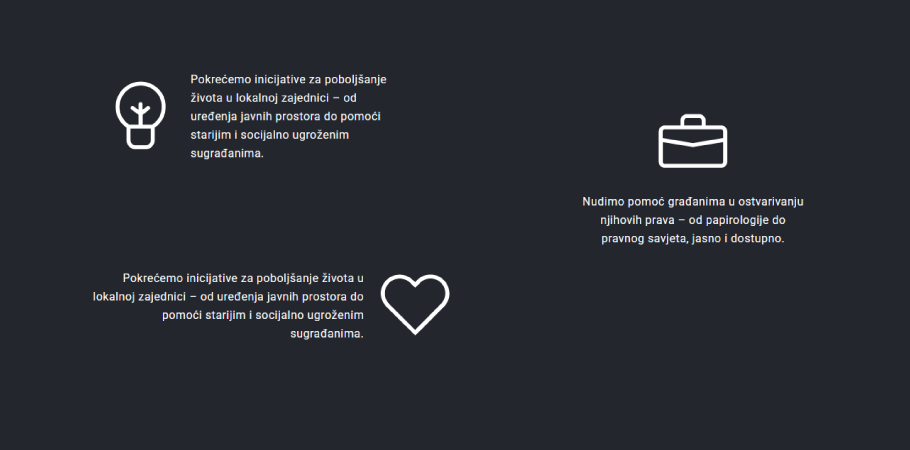 Pokrećemo inicijative za poboljšanje
života u lokalnoj zajednici – od
uređenja javnih prostora do pomoći
starijim i socijalno ugroženim
sugrađanima.
Nudimo pomoć građanima u ostvarivanju
njihovih prava – od papirologije do
pravnog savjeta, jasno i dostupno.
Pokrećemo inicijative za poboljšanje života u
lokalnoj zajednici – od uređenja javnih prostora do
pomoći starijim i socijalno ugroženim
sugrađanima.